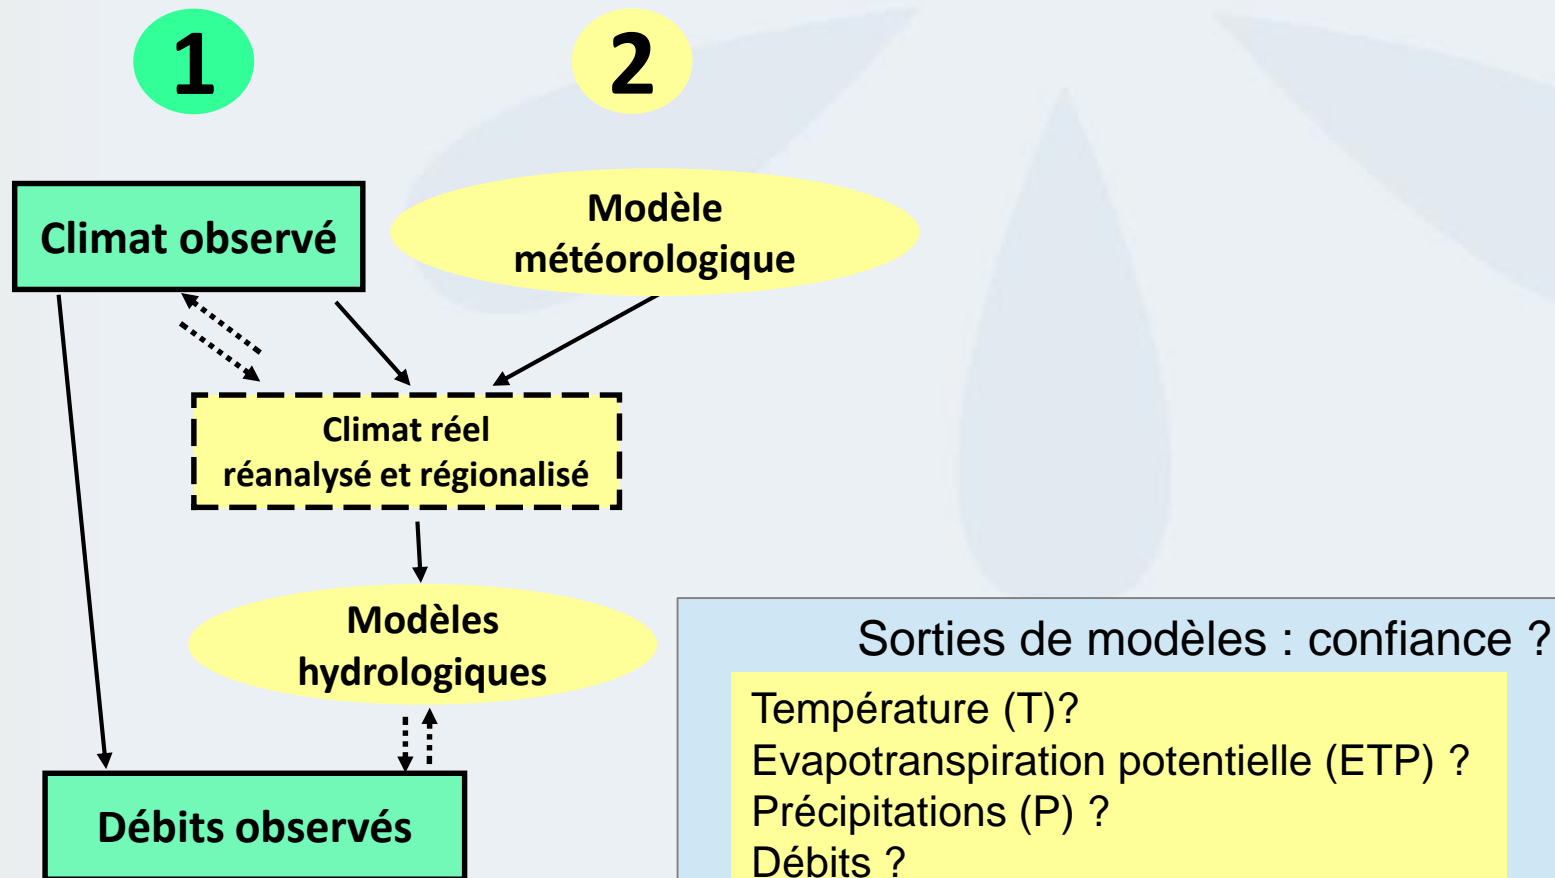 1
2
Climat observé
Modèle
météorologique
Climat réel
réanalysé et régionalisé
Modèles
hydrologiques
Débits observés
Sorties de modèles : confiance ?
Température (T)?
Evapotranspiration potentielle (ETP) ?
Précipitations (P) ?
Débits ?